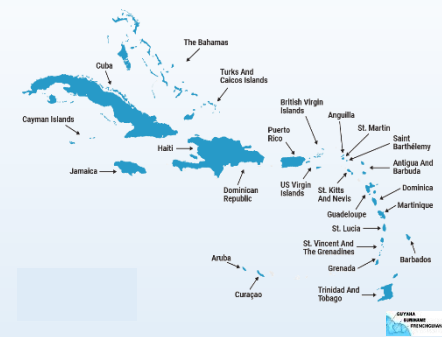 The Bahamas
Cuba
Turks And
Caicos Islands
British Virgin
Islands
Cayman Islands
Anguilla
St. Martin
Puerto
Rico
Saint
Barthélemy
Haiti
Jamaica
Antigua And
Barbuda
Dominican
Republic
US Virgin
Islands
St. Kitts
And Nevis
Dominica
Guadeloupe
Martinique
St. Lucia
St. Vincent And
The Grenadines
Barbados
Grenada
Aruba
Curaçao
Trinidad And
Tobago
GUYANA
SURINAME
FRENCHGUIAN